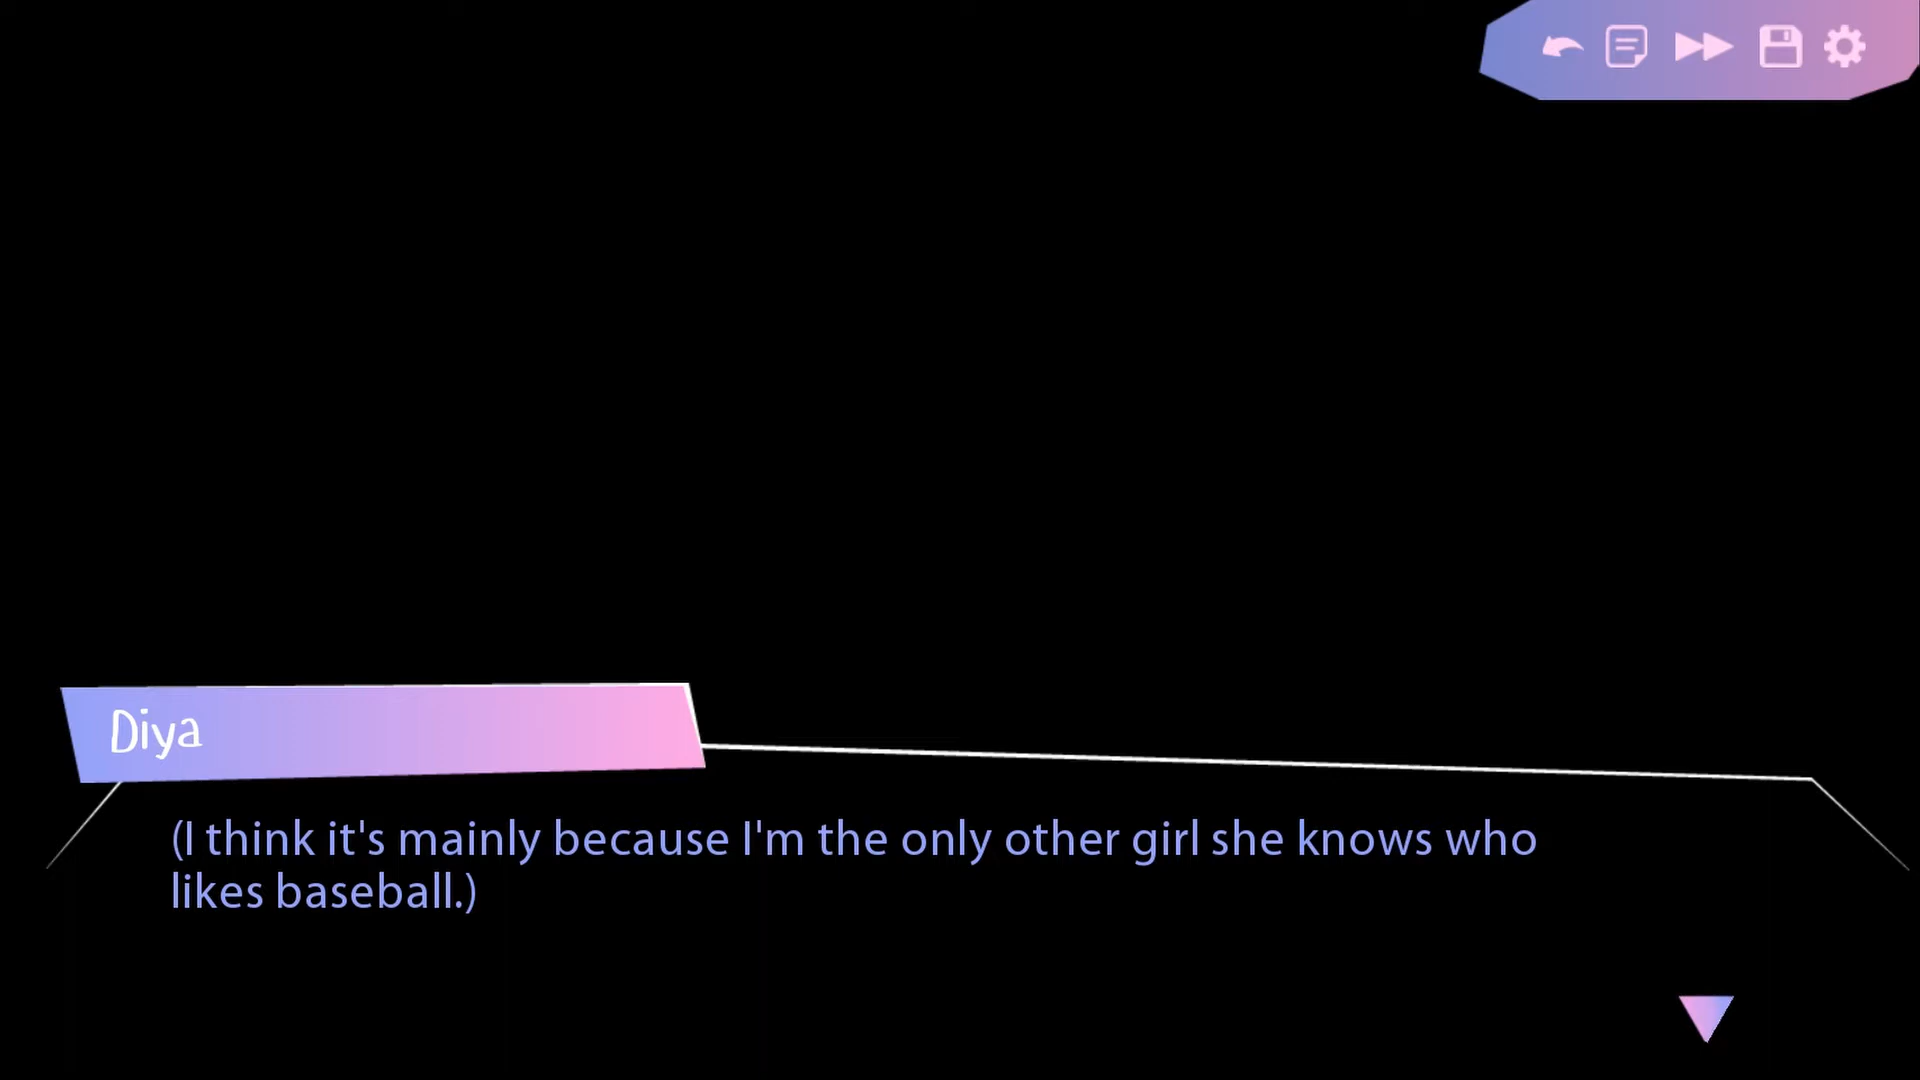 Diya
(I think it's mainly because I'm the only other girl she knows who
likes baseball.)